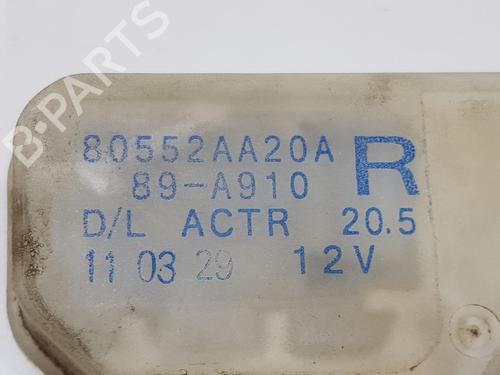 B-PARTS
80552AA20A
89-A910 R
D/L ACTR 20.5
11 03 29 12V